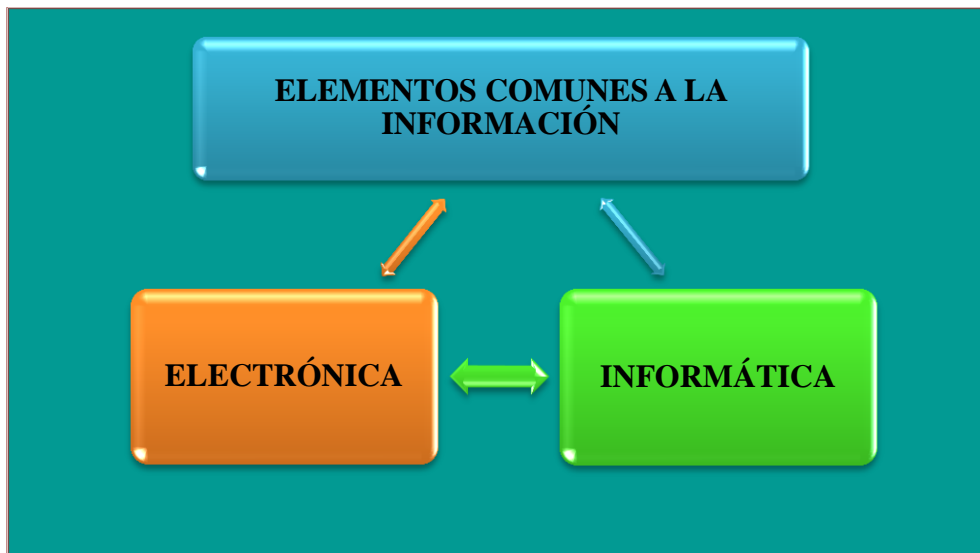 ELEMENTOS COMUNES A LA
INFORMACIÓN
ELECTRÓNICA
INFORMÁTICA